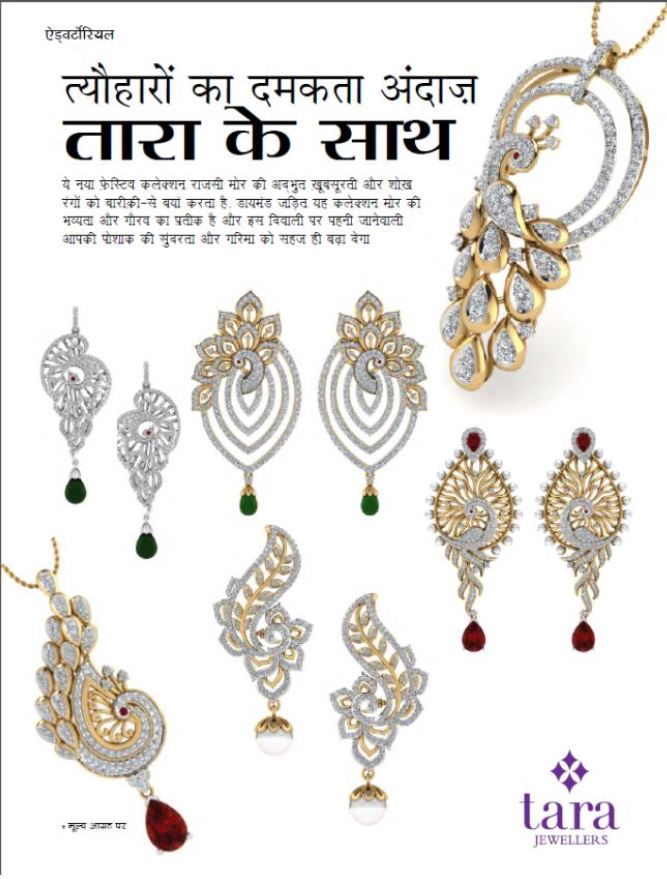 ऐड्वर्टोरियल
त्यौहारों का दमकता अंदाज़
तारा के साथ
ये नया फ़ेस्टिव कलेक्शन राजसी मोर की अद्भुत ख़ूबसूरती और शोख़
रंगों को बारीकी-से बयां करता है. डायमंड जड़ित यह कलेक्शन मोर की
भव्यता और गौरव का प्रतीक है और इस दिवाली पर पहनी जानेवाली
आपकी पोशाक की सुंदरता और गरिमा को सहज ही बढ़ा देगा
* मूल्य आग्रह पर
tara
JEWELLERS